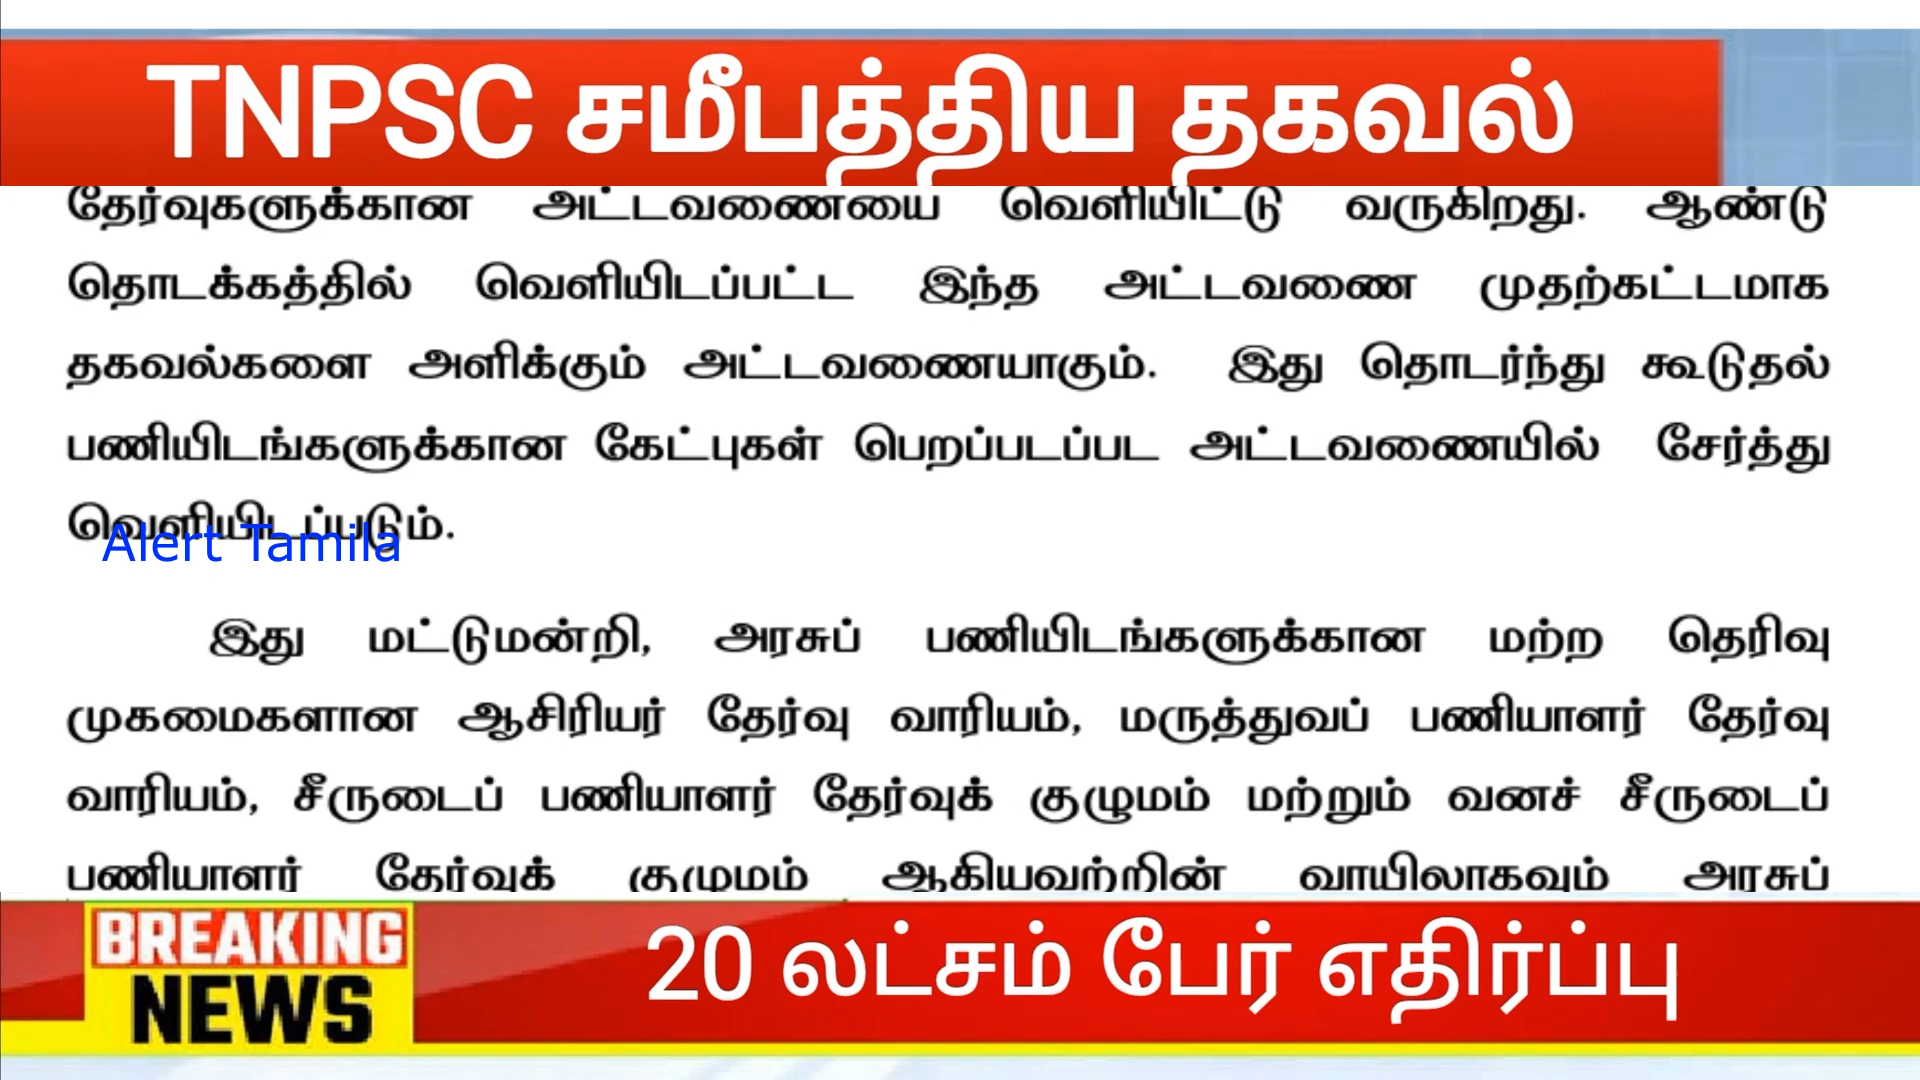 TNPSC சமீபத்திய தகவல்
தேர்வுகளுக்கான அட்டவணையை வெளியிட்டு வருகிறது. ஆண்டு
தொடக்கத்தில் வெளியிடப்பட்ட இந்த அட்டவணை முதற்கட்டமாக
தகவல்களை அளிக்கும் அட்டவணையாகும். இது தொடர்ந்து கூடுதல்
பணியிடங்களுக்கான கேட்புகள் பெறப்படப்பட அட்டவணையில் சேர்த்து
வெளியிடப்படும்.
Alert Tamila
இது மட்டுமன்றி, அரசுப் பணியிடங்களுக்கான மற்ற தெரிவு
முகமைகளான ஆசிரியர் தேர்வு வாரியம், மருத்துவப் பணியாளர் தேர்வு
வாரியம், சீருடைப் பணியாளர் தேர்வுக் குழுமம் மற்றும் வனச் சீருடைப்
பணியாளர் தேர்வுக் குழுமம் ஆகியவற்றின் வாயிலாகவும் அரசுப்
BREAKING
NEWS
20 லட்சம் பேர் எதிர்ப்பு